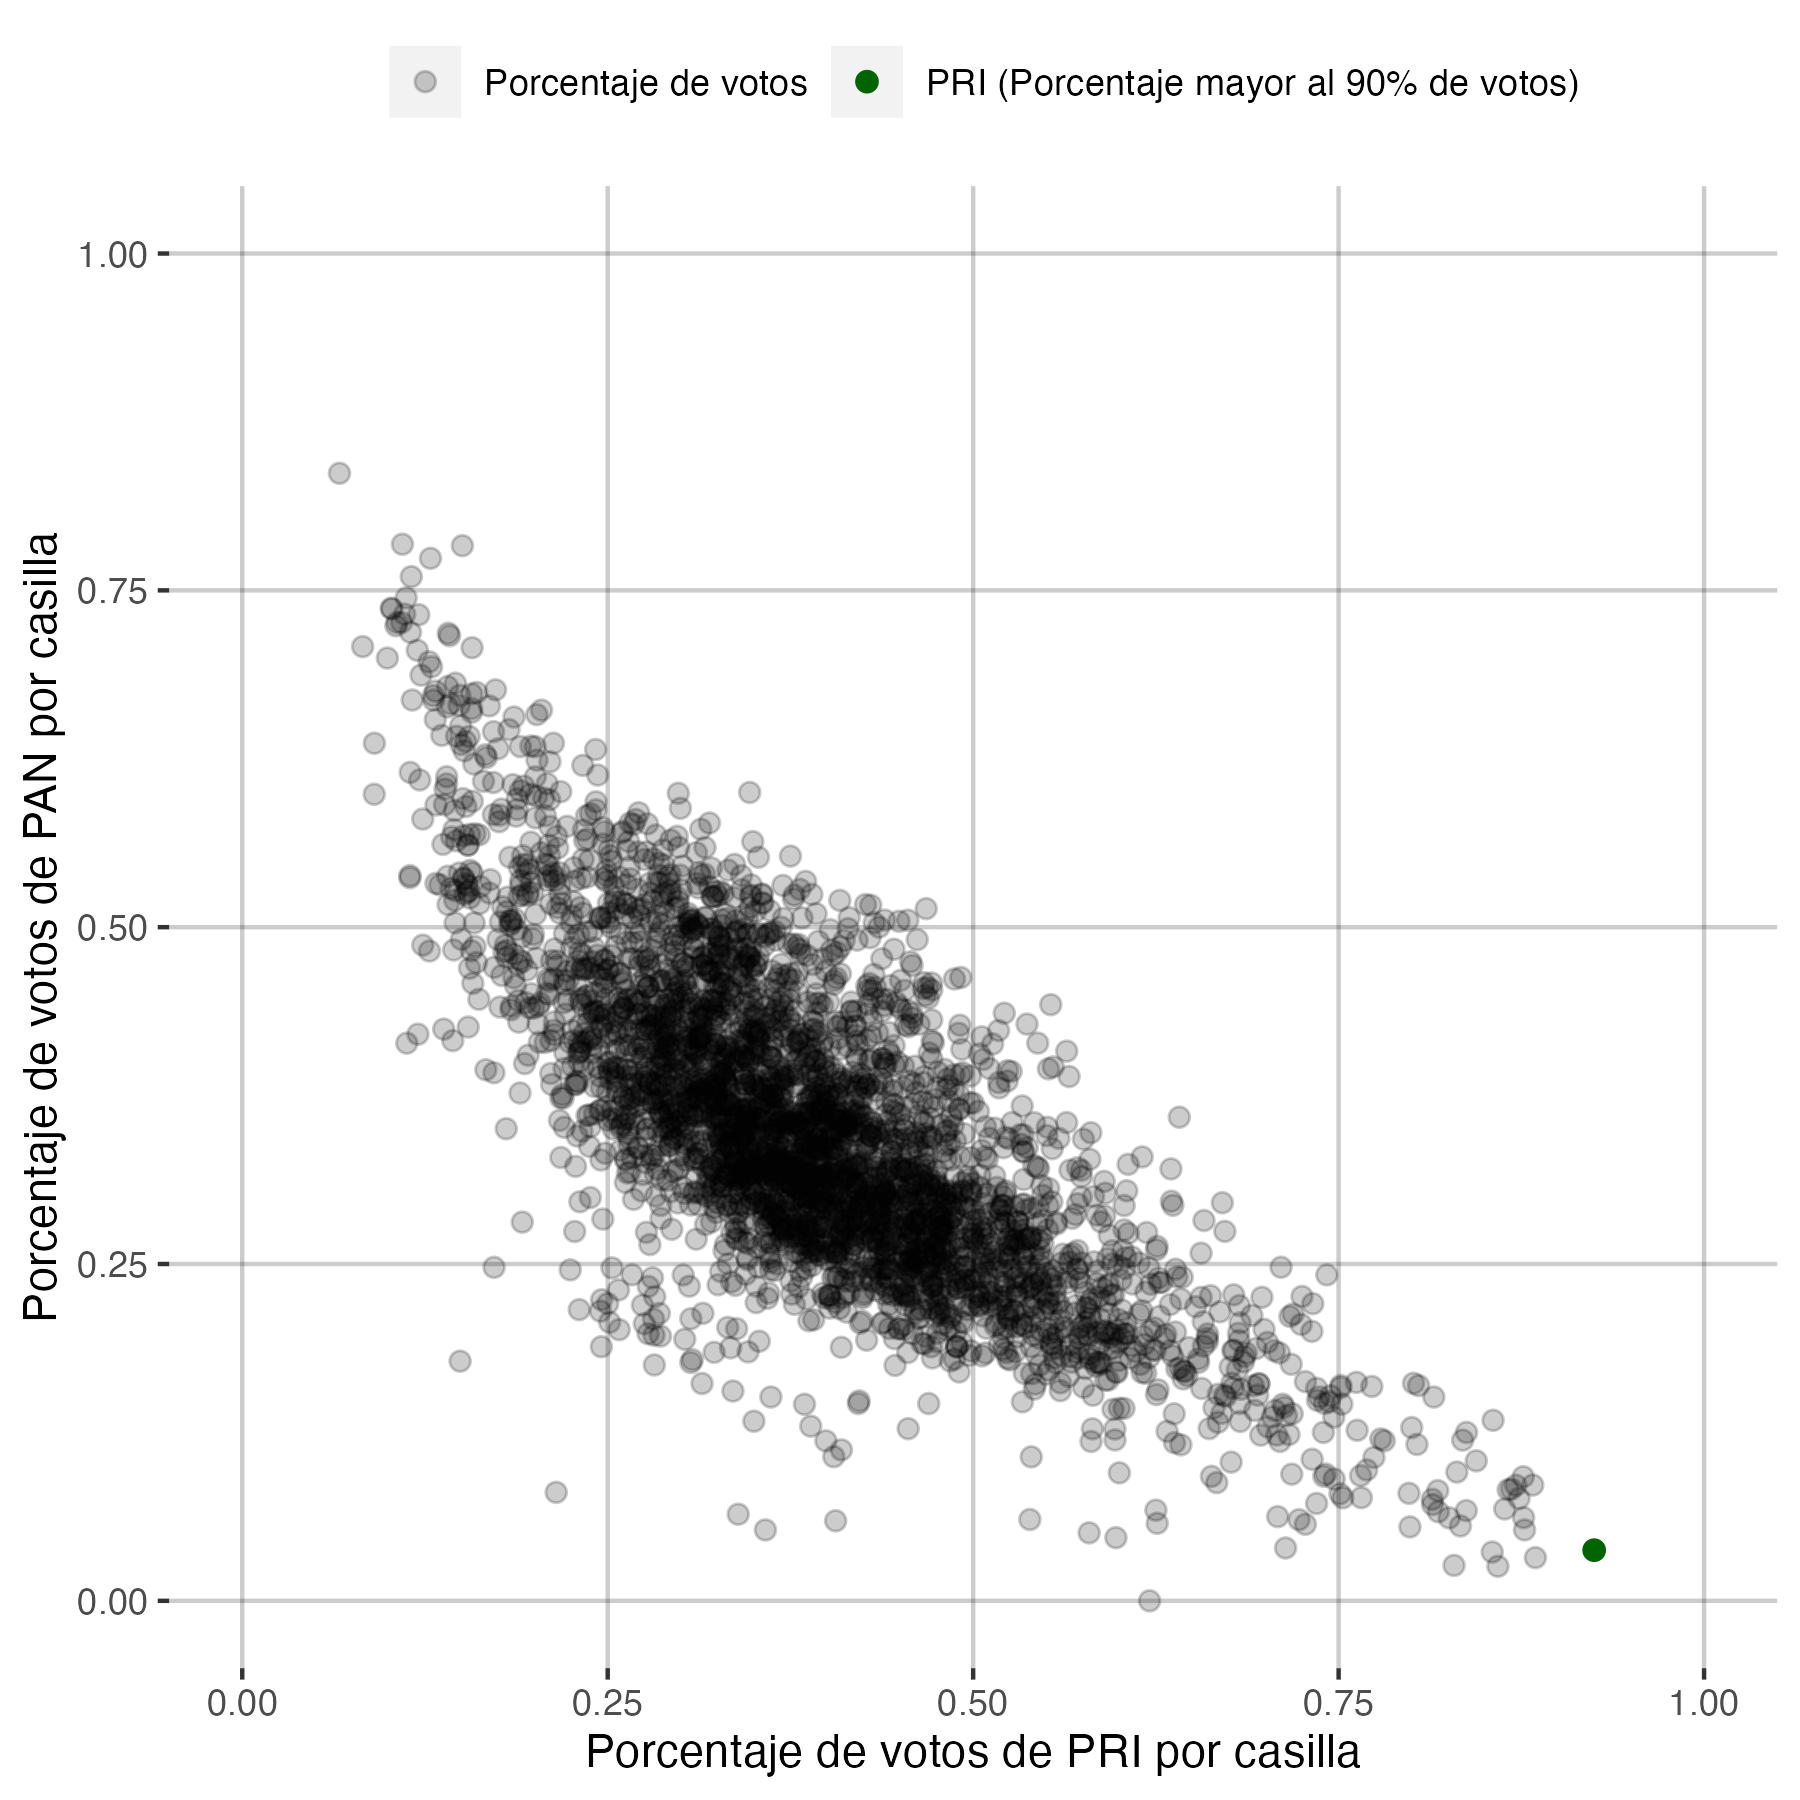 Porcentaje de votos
PRI (Porcentaje mayor al 90% de votos)
Porcentaje de votos de PAN por casilla
1.00
0.75
0.50
0.25
0.00
0.00 0.25 0.50 0.75 1.00
Porcentaje de votos de PRI por casilla